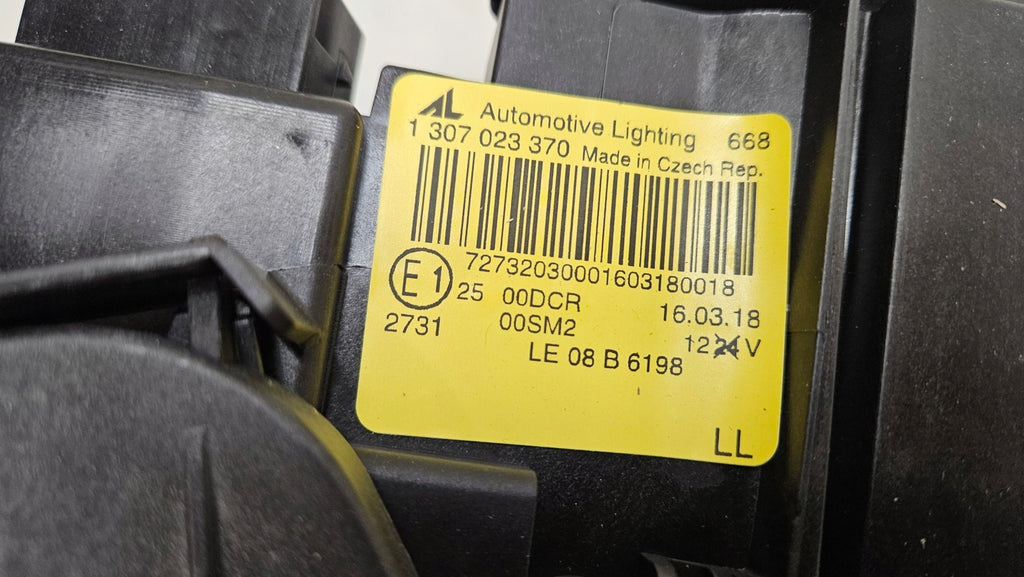 AL Automotive Lighting 668
1 307 023 370 Made in Czech Rep.
72732030001603180018
E1 25 00DCR 16.03.18
2731 00SM2 1224 V
LE 08 B 6198
LL